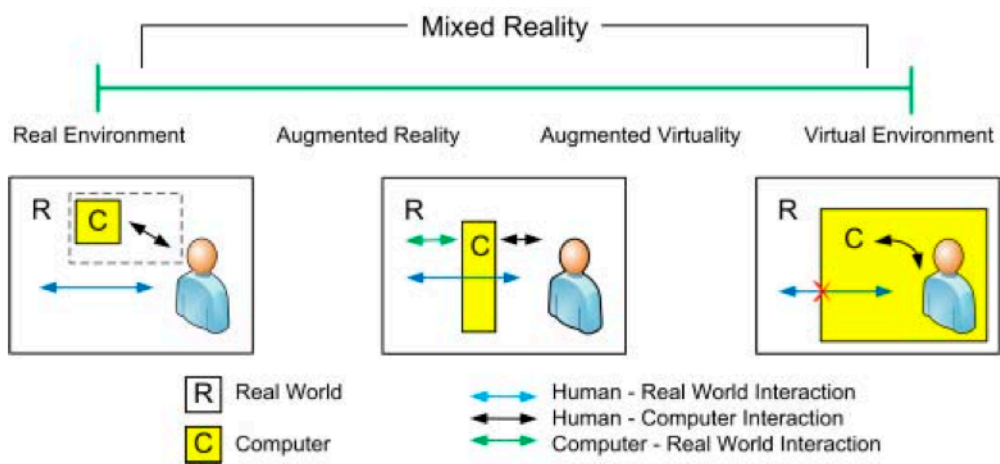 Mixed Reality
Real Environment Augmented Reality Augmented Virtuality Virtual Environment
R C
R C
R C
R Real World
C Computer
Human - Real World Interaction
Human - Computer Interaction
Computer - Real World Interaction